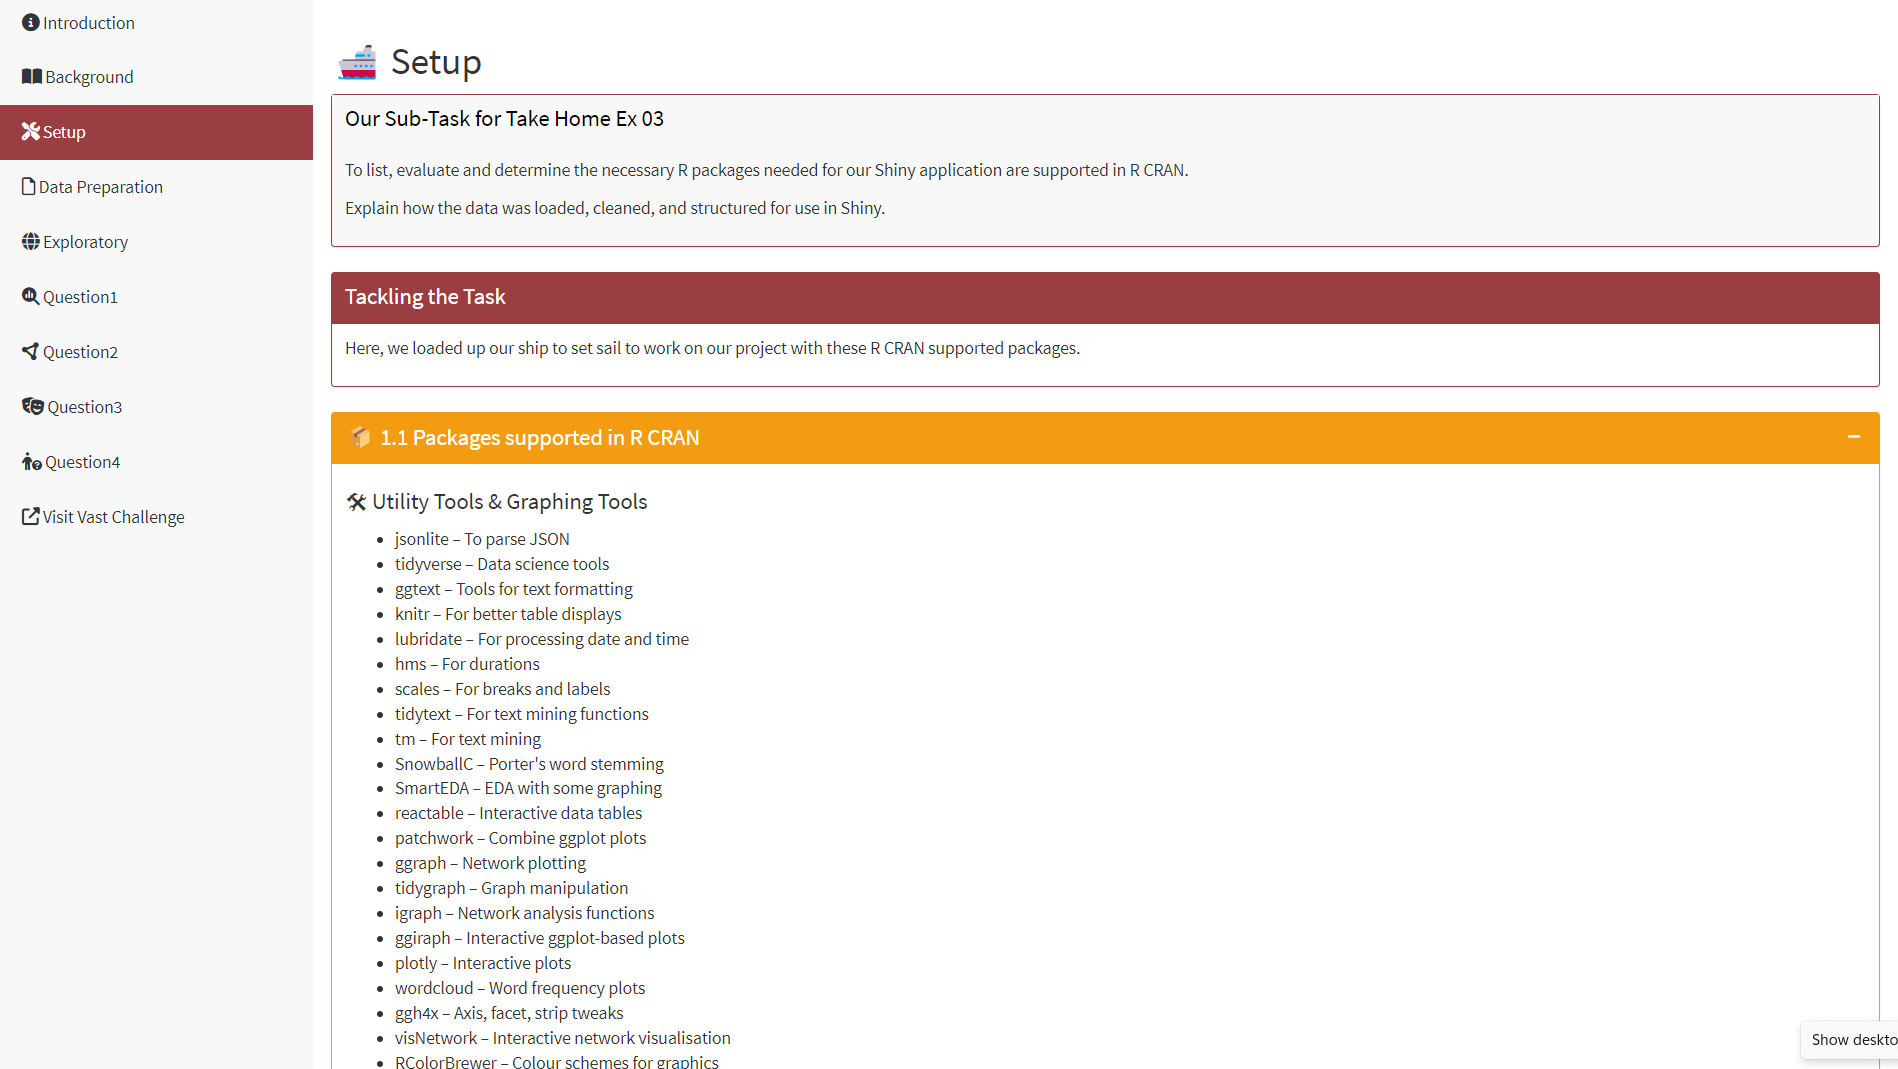 Introduction
Background
Setup
Data Preparation
Exploratory
Question1
Question2
Question3
Question4
Visit Vast Challenge
Setup
Our Sub-Task for Take Home Ex 03
To list, evaluate and determine the necessary R packages needed for our Shiny application are supported in R CRAN.
Explain how the data was loaded, cleaned, and structured for use in Shiny.
Tackling the Task
Here, we loaded up our ship to set sail to work on our project with these R CRAN supported packages.
1.1 Packages supported in R CRAN
Utility Tools & Graphing Tools
jsonlite – To parse JSON
tidyverse – Data science tools
ggtext – Tools for text formatting
knitr – For better table displays
lubridate – For processing date and time
hms – For durations
scales – For breaks and labels
tidytext – For text mining functions
tm – For text mining
SnowballC – Porter's word stemming
SmartEDA – EDA with some graphing
reactable – Interactive data tables
patchwork – Combine ggplot plots
ggraph – Network plotting
tidygraph – Graph manipulation
igraph – Network analysis functions
ggiraph – Interactive ggplot-based plots
plotly – Interactive plots
wordcloud – Word frequency plots
ggh4x – Axis, facet, strip tweaks
visNetwork – Interactive network visualisation
RColorBrewer – Colour schemes for graphics
Show deskto